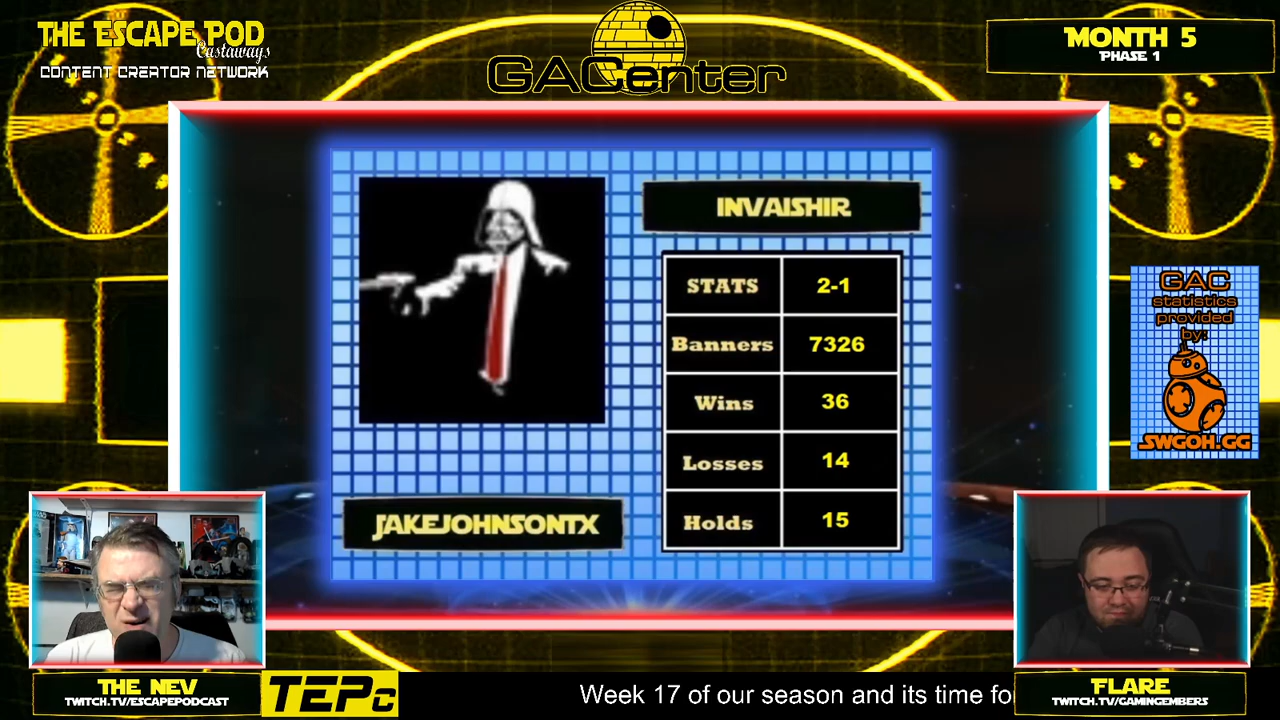 THE ESCAPE POD
Castaways
CONTENT CREATOR NETWORK
GACenter
MONTH 5
PHASE 1
INVAISHIR
STATS 2-1
Banners 7326
Wins 36
Losses 14
Holds 15
JAKEJOHNSONTX
GAC
statistics
provided
by:
SWGOH.GG
THE NEV
TWITCH.TV/ESCAPEPODCAST
TEPc
Week 17 of our season and its time fo
FLARE
TWITCH.TV/GAMINGEMBERS